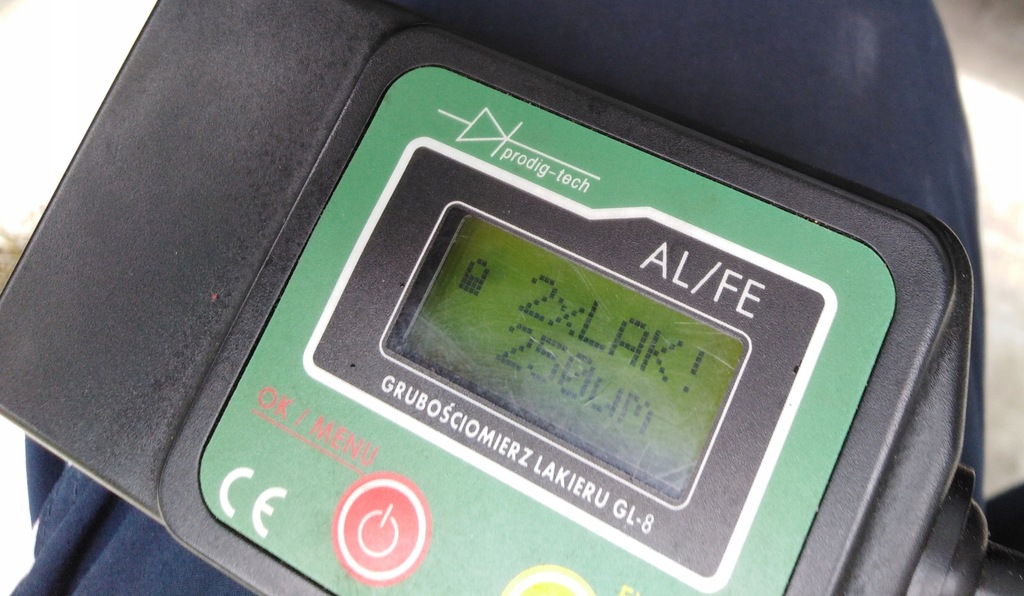 prodig-tech
AL/FE
2xLAK!
250um
GRUBOŚCIOMIERZ LAKIERU GL-8
OK / MENU
CE